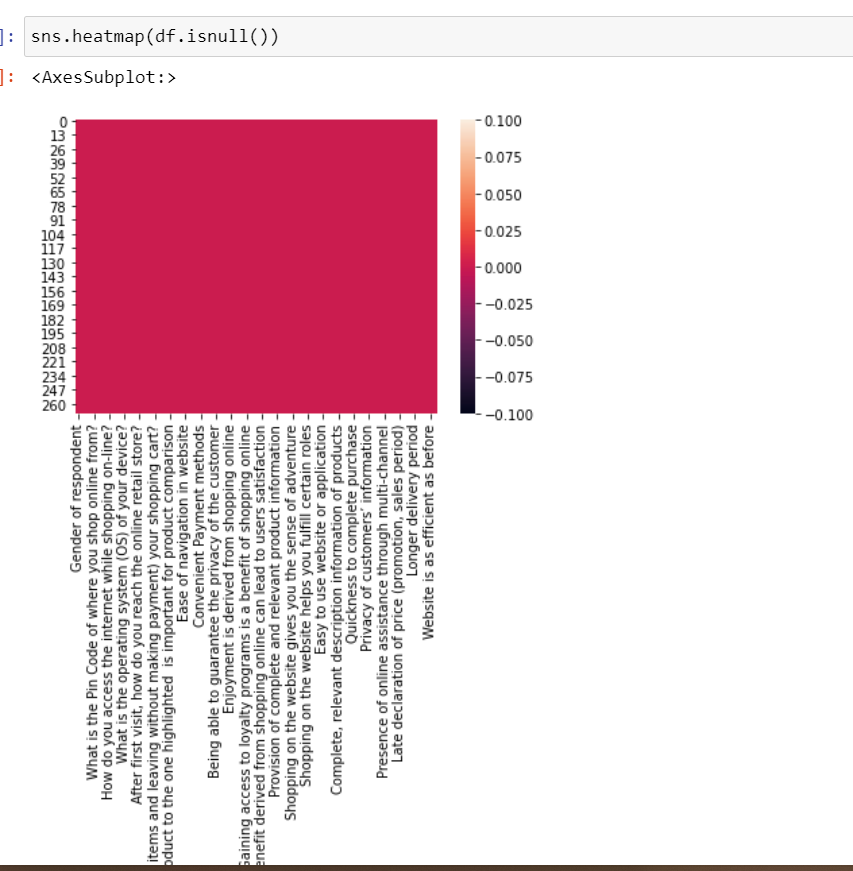 ]: sns.heatmap(df.isnull())
]: <AxesSubplot:>
0
13
26
39
52
65
78
91
104
117
130
143
156
169
182
195
208
221
234
247
260
0.100
0.075
0.050
0.025
0.000
−0.025
−0.050
−0.075
−0.100
Gender of respondent
What is the Pin Code of where you shop online from?
How do you access the internet while shopping on-line?
What is the operating system (OS) of your device?
After first visit, how do you reach the online retail store?
items and leaving without making payment) your shopping cart?
oduct to the one highlighted  is important for product comparison
Ease of navigation in website
Convenient Payment methods
Being able to guarantee the privacy of the customer
Enjoyment is derived from shopping online
Gaining access to loyalty programs is a benefit of shopping online
enefit derived from shopping online can lead to users satisfaction
Provision of complete and relevant product information
Shopping on the website gives you the sense of adventure
Shopping on the website helps you fulfill certain roles
Easy to use website or application
Complete, relevant description information of products
Quickness to complete purchase
Privacy of customers' information
Presence of online assistance through multi-channel
Late declaration of price (promotion, sales period)
Longer delivery period
Website is as efficient as before